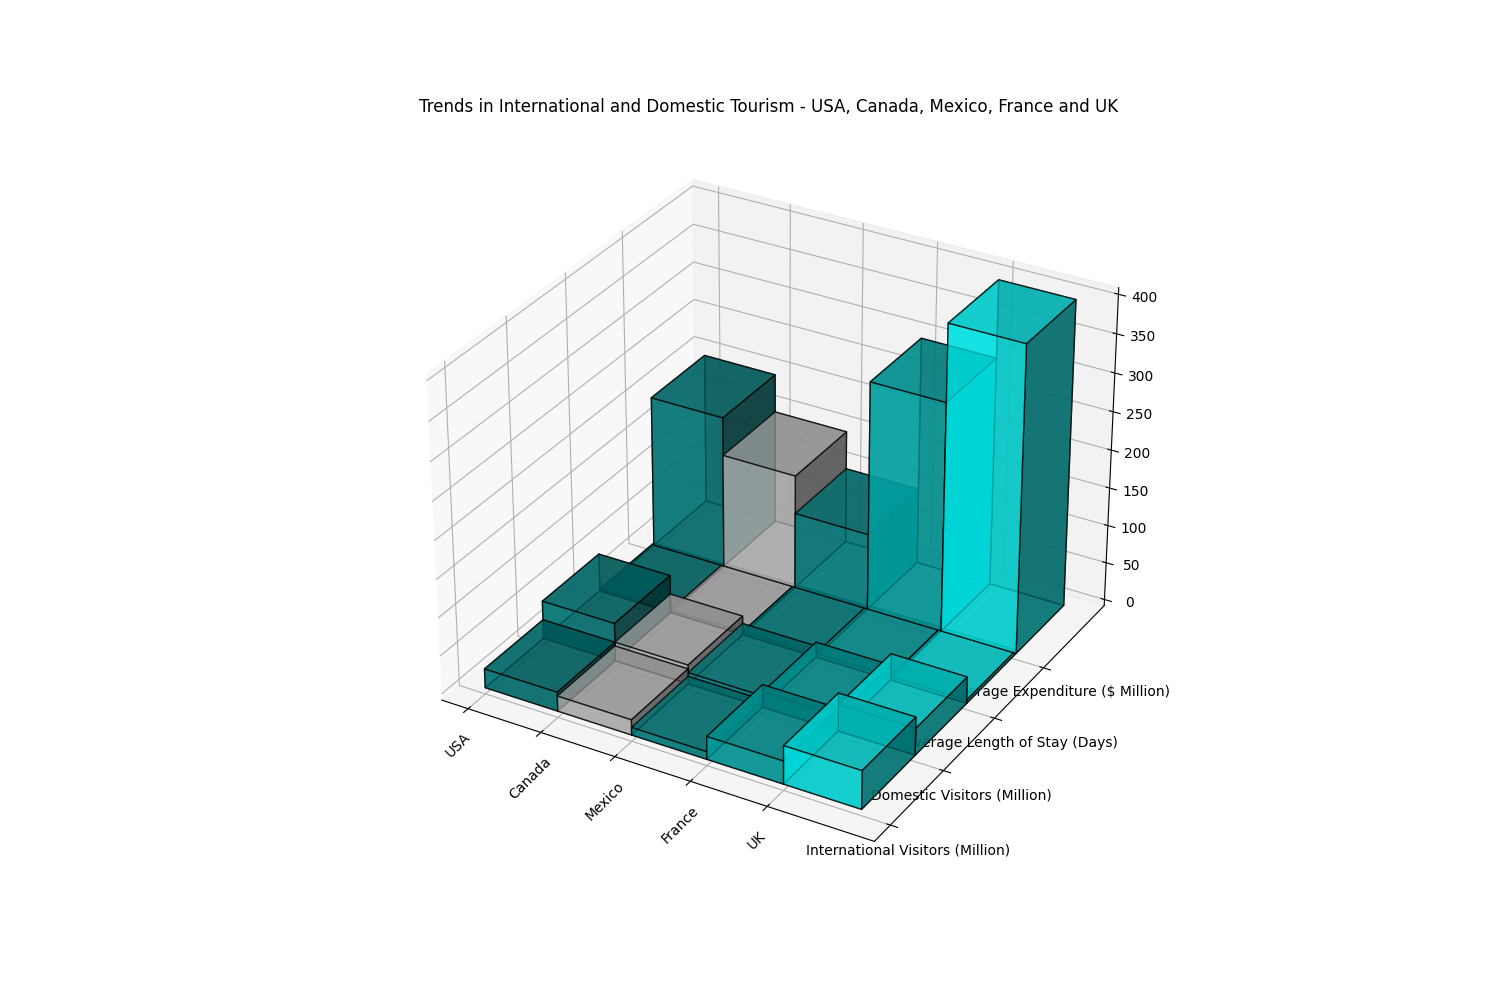 Trends in International and Domestic Tourism - USA, Canada, Mexico, France and UK
400
350
300
250
200
150
100
50
0
Expenditure ($ Million)
Length of Stay (Days)
Domestic Visitors (Million)
International Visitors (Million)
USA
Canada
Mexico
France
UK